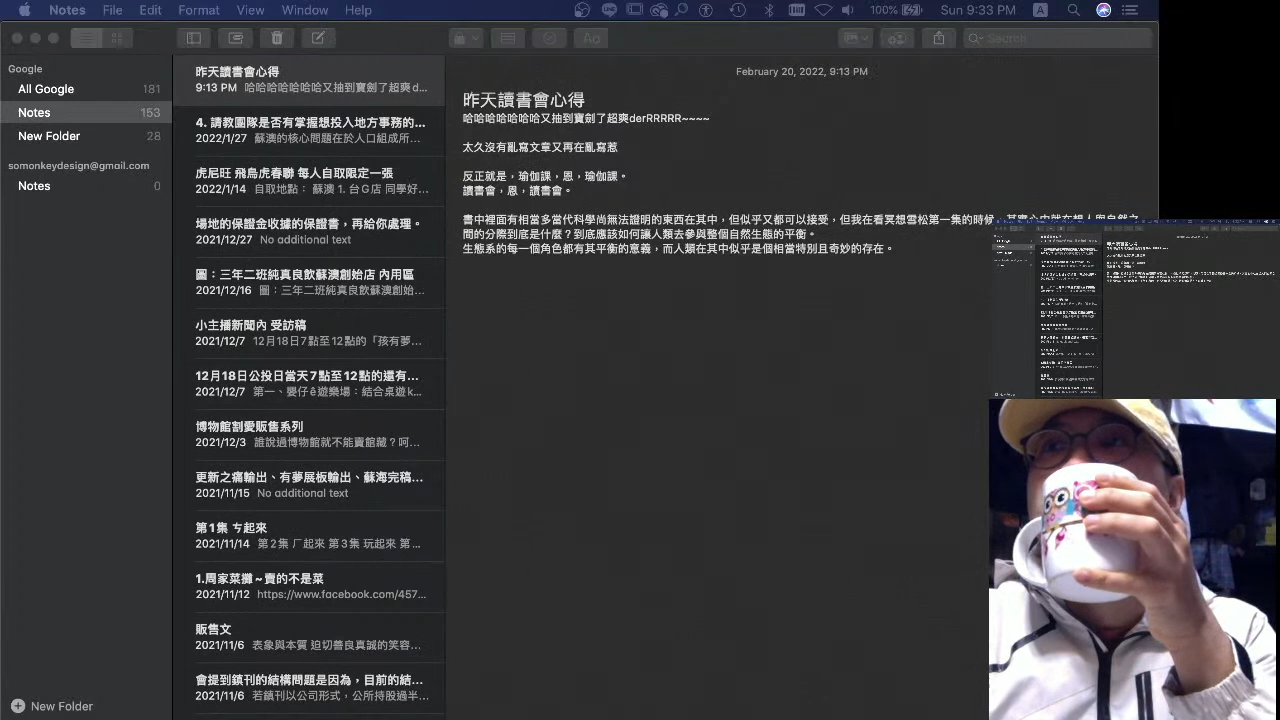 Notes File Edit Format View Window Help 100% Sun 9:33 PM A
Aa Search
Google
All Google 181
Notes 153
New Folder 28
somonkeydesign@gmail.com
Notes 0
New Folder
昨天讀書會心得
9:13 PM 哈哈哈哈哈哈哈又抽到寶劍了超爽d...
4. 請教團隊是否有掌握想投入地方事務的...
2022/1/27 蘇澳的核心問題在於人口組成所...
虎卮旺 飛鳥虎春聯 每人自取限定一張
2022/1/14 自取地點： 蘇澳 1. 台G店 同學好...
場地的保證金收據的保證書，再給你處理。
2021/12/27 No additional text
圖：三年二班純真孩於蘇澳創始店 才用區
2021/12/16 圖：三年二班純真孩於蘇澳創始...
小主播新聞內 受訪稿
2021/12/7 12月18日7點至12點的「孩有夢...
12月18日公投日當天7點至12點的還有...
2021/12/7 第一、嬰仔ê遊樂場：結合彭遊k...
博物館割愛販售系列
2021/12/3 誰說過博物館就不能賣館藏？呵...
更新之痛輸出、有夢展板輸出、蘇海完稿...
2021/11/15 No additional text
第1集 ㄘ起來
2021/11/14 第2集 ㄏ起來 第3集 玩起來 第...
1.周家菜攤～賣的不是菜
2021/11/12 https://www.facebook.com/457...
販售文
2021/11/6 表象與本質 迫切善良真誠的笑容...
會提到鎮刊的結構問題是因為，目前的結...
2021/11/6 若鎮刊以公司形式，公所持股過半...
February 20, 2022, 9:13 PM
昨天讀書會心得
哈哈哈哈哈哈哈又抽到寶劍了超爽derRRRRR~~~~
太久沒有亂寫文章又再在亂寫惹
反正就是，瑜伽課，恩，瑜伽課。
讀書會，恩，讀書會。
書中裡面有相當多當代科學尚無法證明的東西在其中，但似乎又都可以接受，但我在看冥想雪松第一集的時候，其實心中就在想人與自然之
間的分際到底是什麼？到底應該如何讓人類去參與整個自然生態的平衡。
生態系的每一個角色都有其平衡的意義，而人類在其中似乎是個相當特別且奇妙的存在。